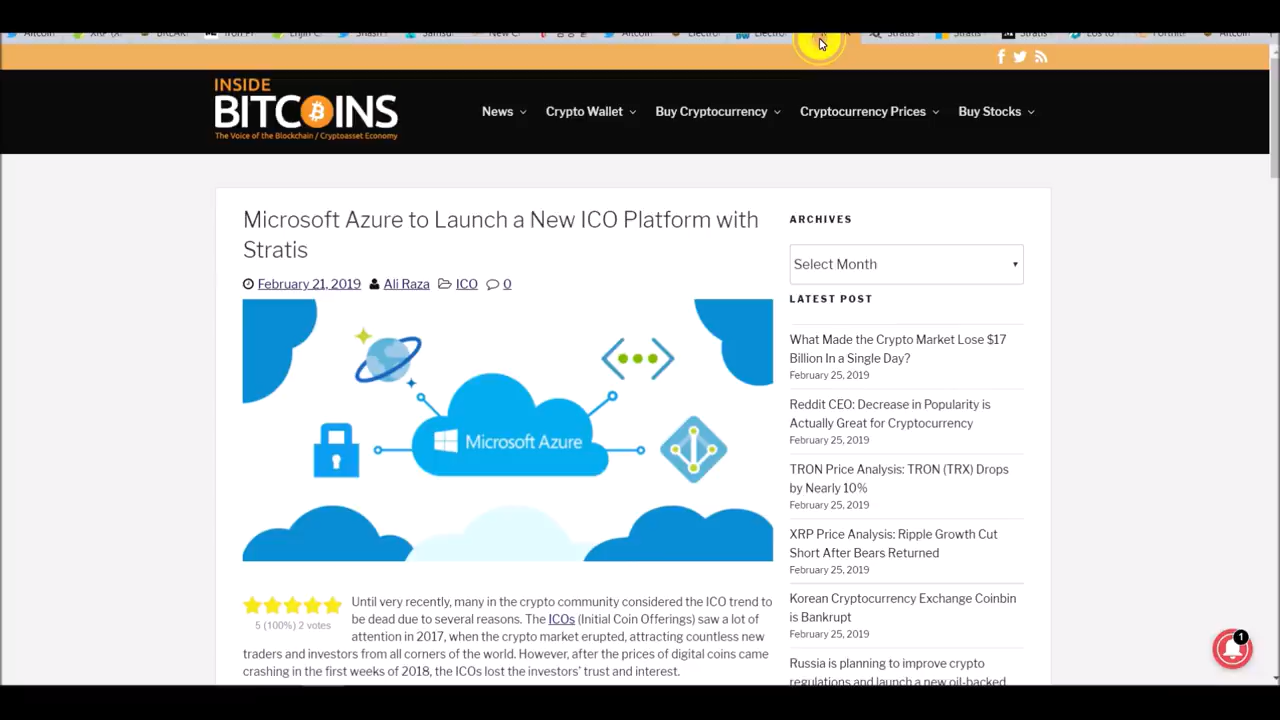 INSIDE
BITCOINS
The Voice of the Blockchain / Cryptoasset Economy
News
Crypto Wallet
Buy Cryptocurrency
Cryptocurrency Prices
Buy Stocks
Microsoft Azure to Launch a New ICO Platform with
Stratis
February 21, 2019 Ali Raza ICO 0
Microsoft Azure
5 (100%) 2 votes
Until very recently, many in the crypto community considered the ICO trend to
be dead due to several reasons. The ICOs (Initial Coin Offerings) saw a lot of
attention in 2017, when the crypto market erupted, attracting countless new
traders and investors from all corners of the world. However, after the prices of digital coins came
crashing in the first weeks of 2018, the ICOs lost the investors' trust and interest.
ARCHIVES
Select Month
LATEST POST
What Made the Crypto Market Lose $17
Billion In a Single Day?
February 25, 2019
Reddit CEO: Decrease in Popularity is
Actually Great for Cryptocurrency
February 25, 2019
TRON Price Analysis: TRON (TRX) Drops
by Nearly 10%
February 25, 2019
XRP Price Analysis: Ripple Growth Cut
Short After Bears Returned
February 25, 2019
Korean Cryptocurrency Exchange Coinbin
is Bankrupt
February 25, 2019
Russia is planning to improve crypto
regulations and launch a new oil-backed
1